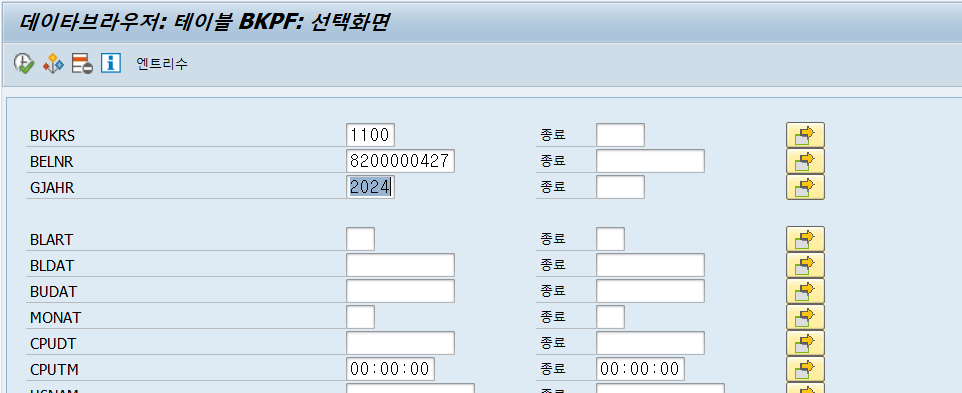 데이타브라우저: 테이블 BKPF: 선택화면
엔트리수
BUKRS 1100 종료
BELNR 8200000427 종료
GJAHR 2024 종료
BLART 종료
BLDAT 종료
BUDAT 종료
MONAT 종료
CPUDT 종료
CPUTM 00:00:00 종료 00:00:00